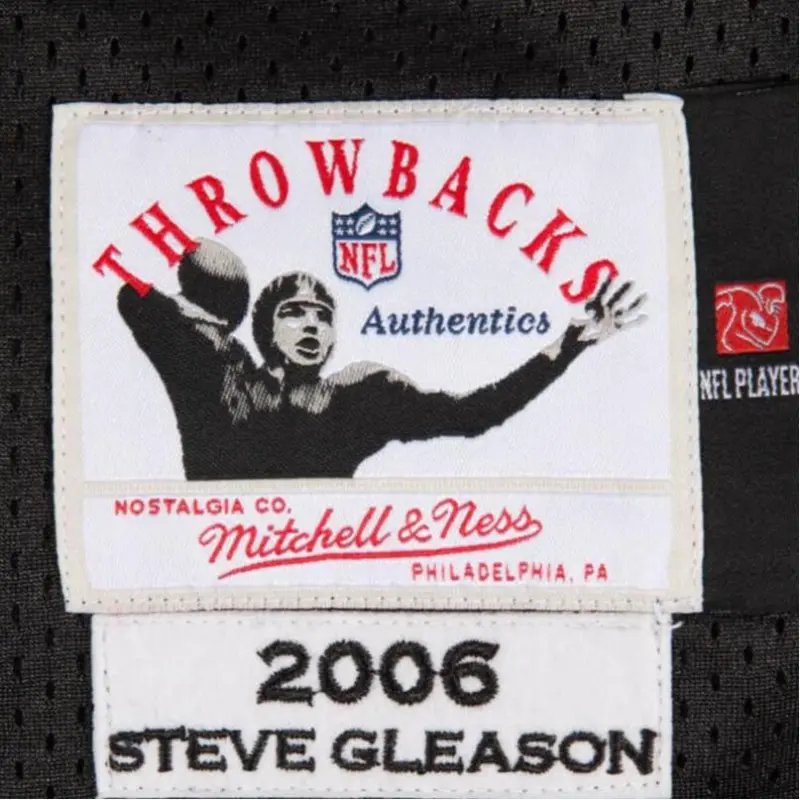 THROWBACKS
NFL
Authentics
NFL PLAYER
NOSTALGIA CO.
Mitchell & Ness
PHILADELPHIA, PA
2006
STEVE GLEASON